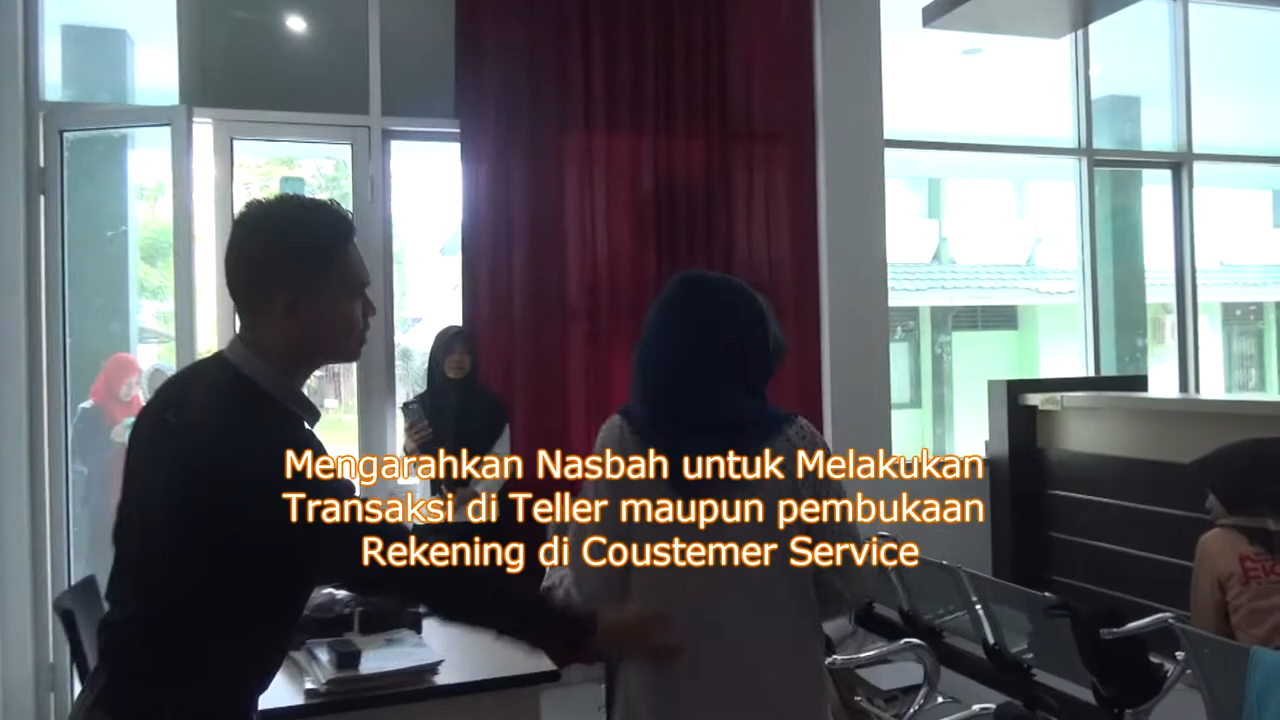 Mengarahkan Nasbah untuk Melakukan
Transaksi di Teller maupun pembukaan
Rekening di Coustemer Service